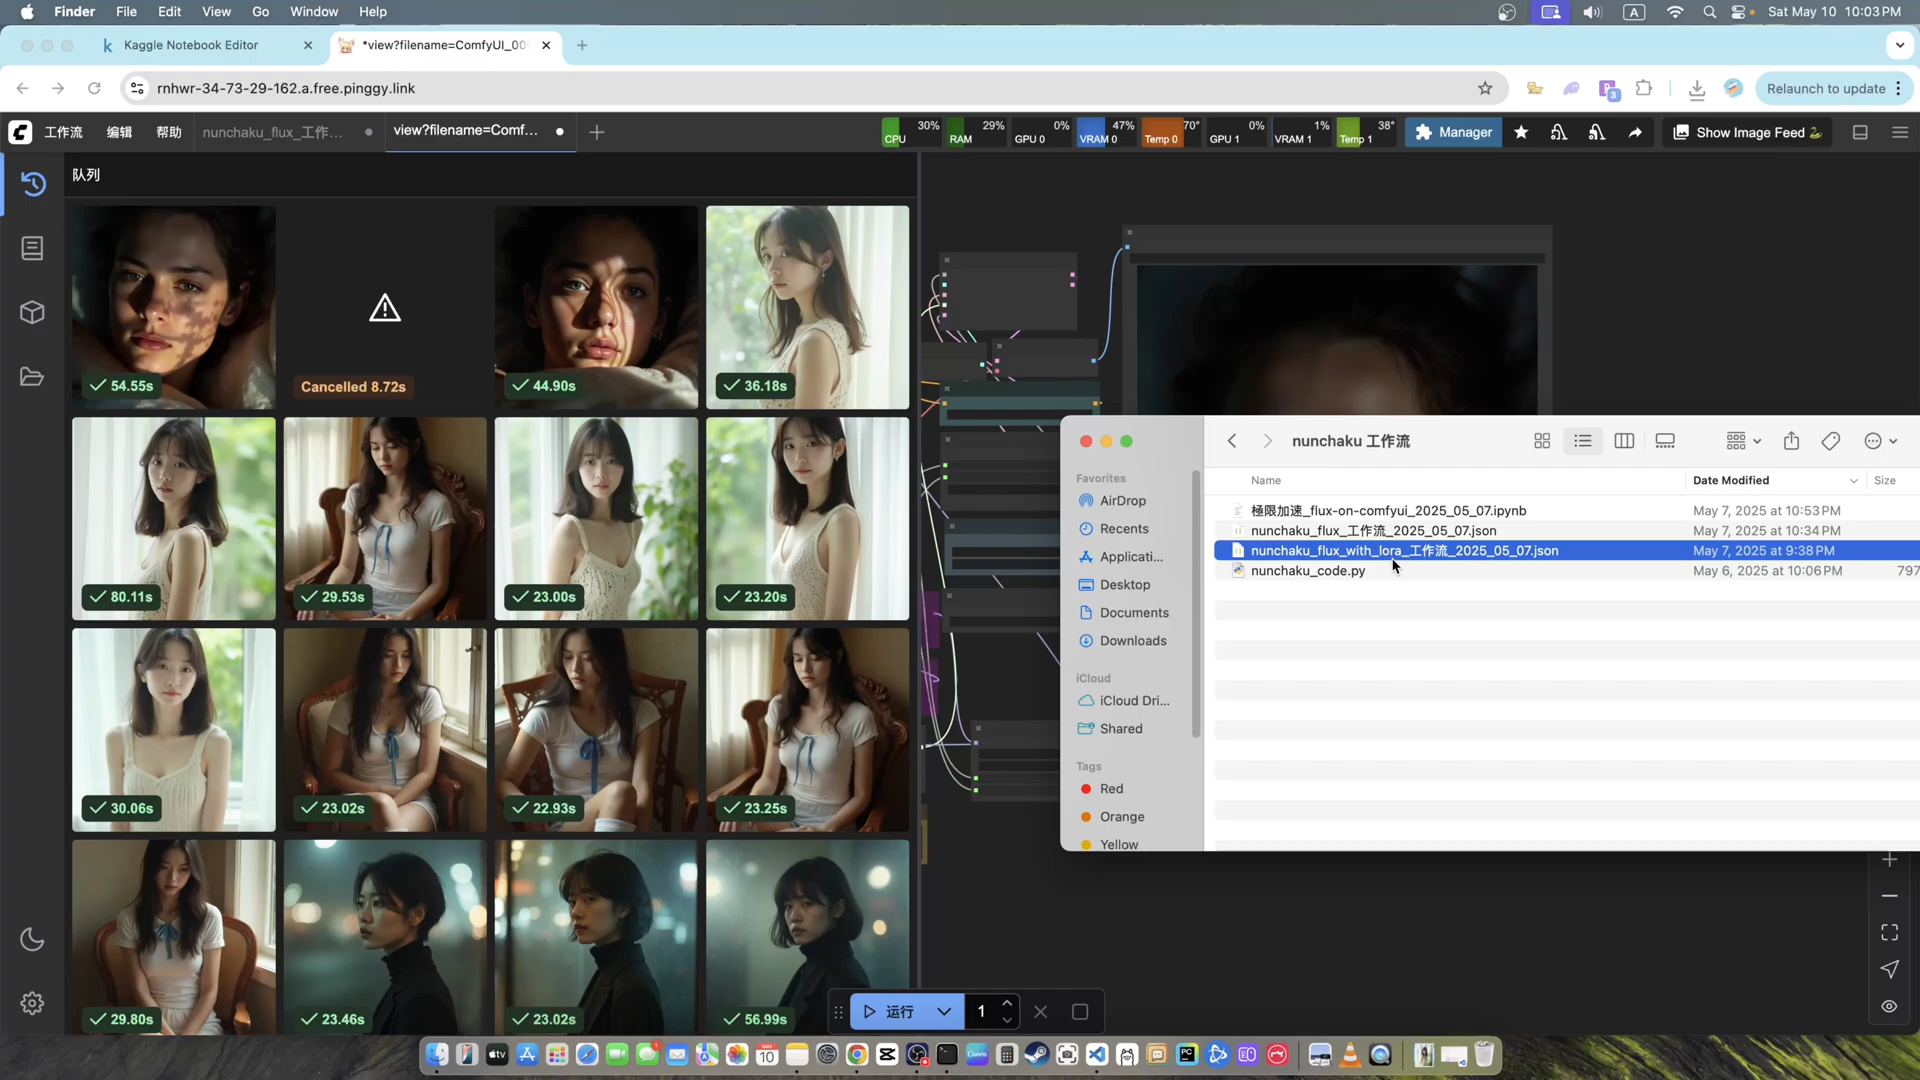 Finder File Edit View Go Window Help
A
Sat May 10 10:03 PM
Kaggle Notebook Editor
*view?filename=ComfyUI_00
rnhwr-34-73-29-162.a.free.pinggy.link
3
Relaunch to update
工作流 编辑 帮助
nunchaku_flux_工作...
view?filename=Comf...
CPU 30%
RAM 29%
GPU 0 0%
VRAM 0 47%
Temp 0 70°
GPU 1 0%
VRAM 1 1%
Temp 1 38°
Manager
Show Image Feed
队列
54.55s
Cancelled 8.72s
44.90s
36.18s
80.11s
29.53s
23.00s
23.20s
30.06s
23.02s
22.93s
23.25s
29.80s
23.46s
23.02s
56.99s
nunchaku 工作流
Favorites
AirDrop
Recents
Applicati...
Desktop
Documents
Downloads
iCloud
iCloud Dri...
Shared
Tags
Red
Orange
Yellow
Name Date Modified Size
極限加速_flux-on-comfyui_2025_05_07.ipynb May 7, 2025 at 10:53 PM
nunchaku_flux_工作流_2025_05_07.json May 7, 2025 at 10:34 PM
nunchaku_flux_with_lora_工作流_2025_05_07.json May 7, 2025 at 9:38 PM
nunchaku_code.py May 6, 2025 at 10:06 PM 797
运行
1
tv
MAY
10
Canva
PC